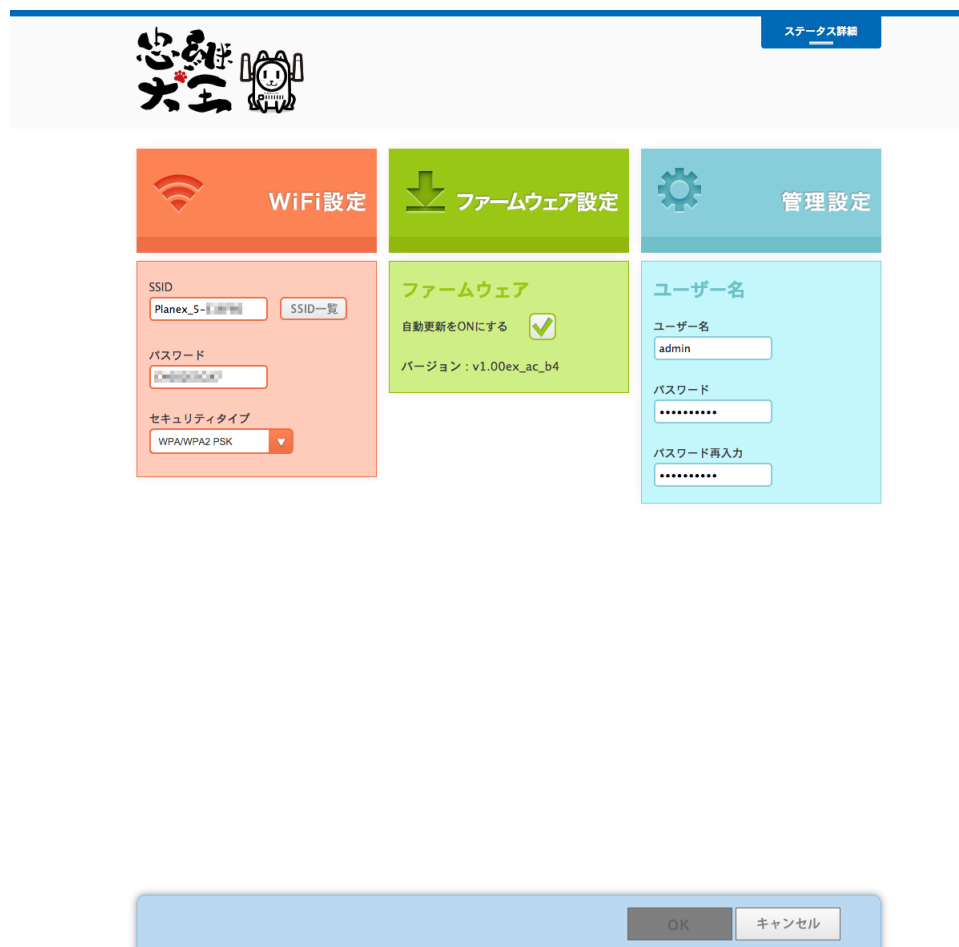 ステータス詳細
忠継
犬王
WiFi設定
ファームウェア設定
管理設定
SSID
Planex_5-
SSID一覧
パスワード
セキュリティタイプ
WPA/WPA2 PSK
ファームウェア
自動更新をONにする
バージョン : v1.00ex_ac_b4
ユーザー名
ユーザー名
admin
パスワード
••••••••••
パスワード再入力
••••••••••
OK
キャンセル